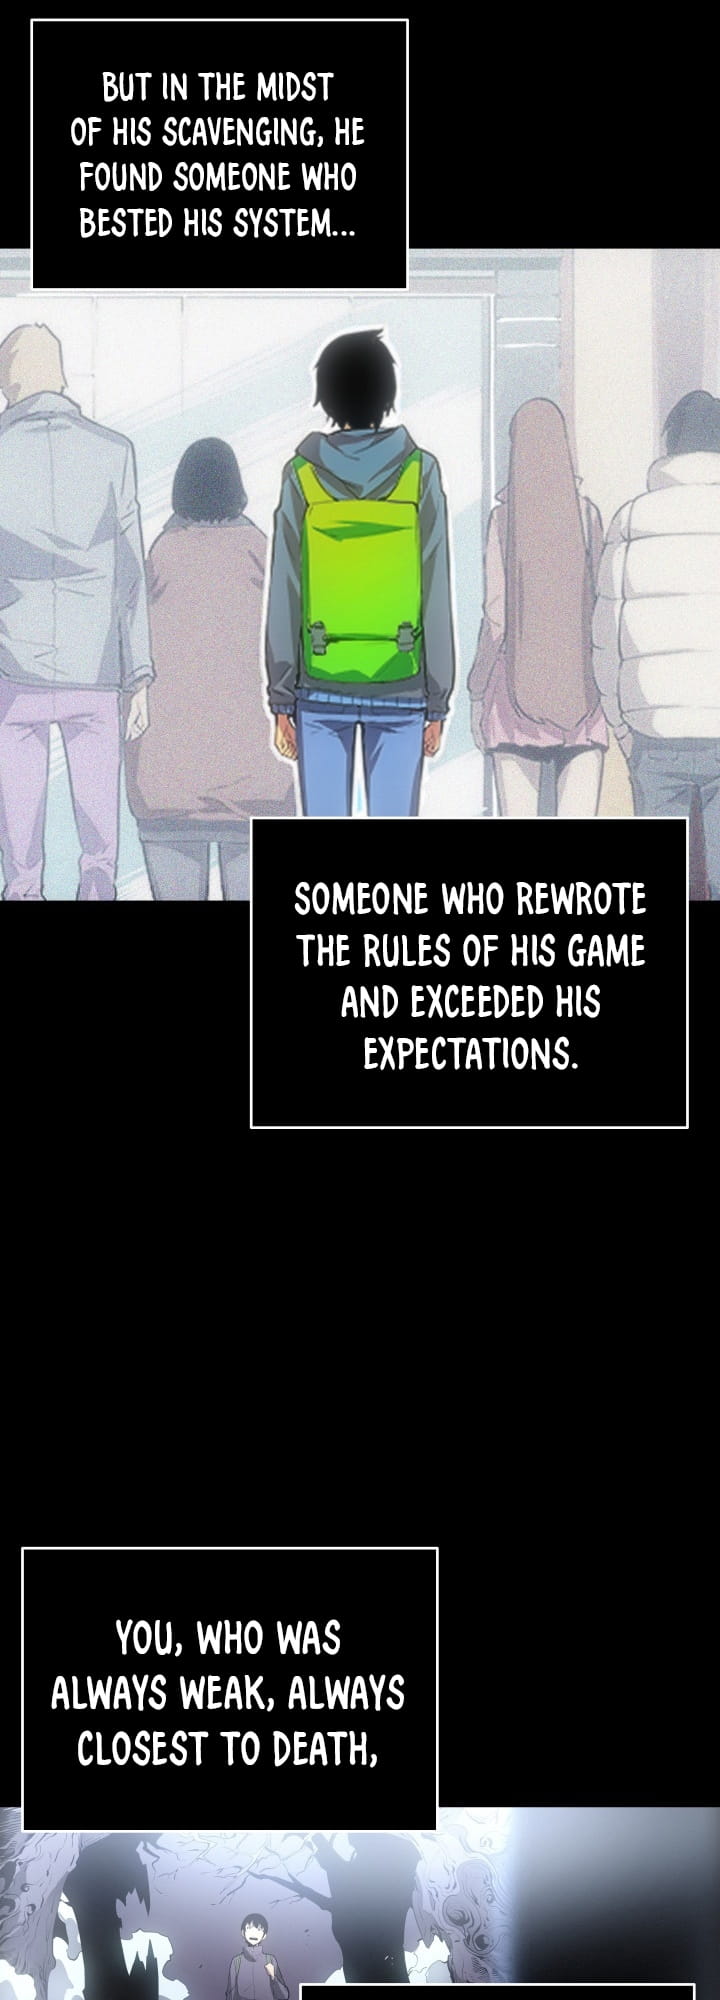 BUT IN THE MIDST
OF HIS SCAVENGING, HE
FOUND SOMEONE WHO
BESTED HIS SYSTEM...
SOMEONE WHO REWROTE
THE RULES OF HIS GAME
AND EXCEEDED HIS
EXPECTATIONS.
YOU, WHO WAS
ALWAYS WEAK, ALWAYS
CLOSEST TO DEATH,